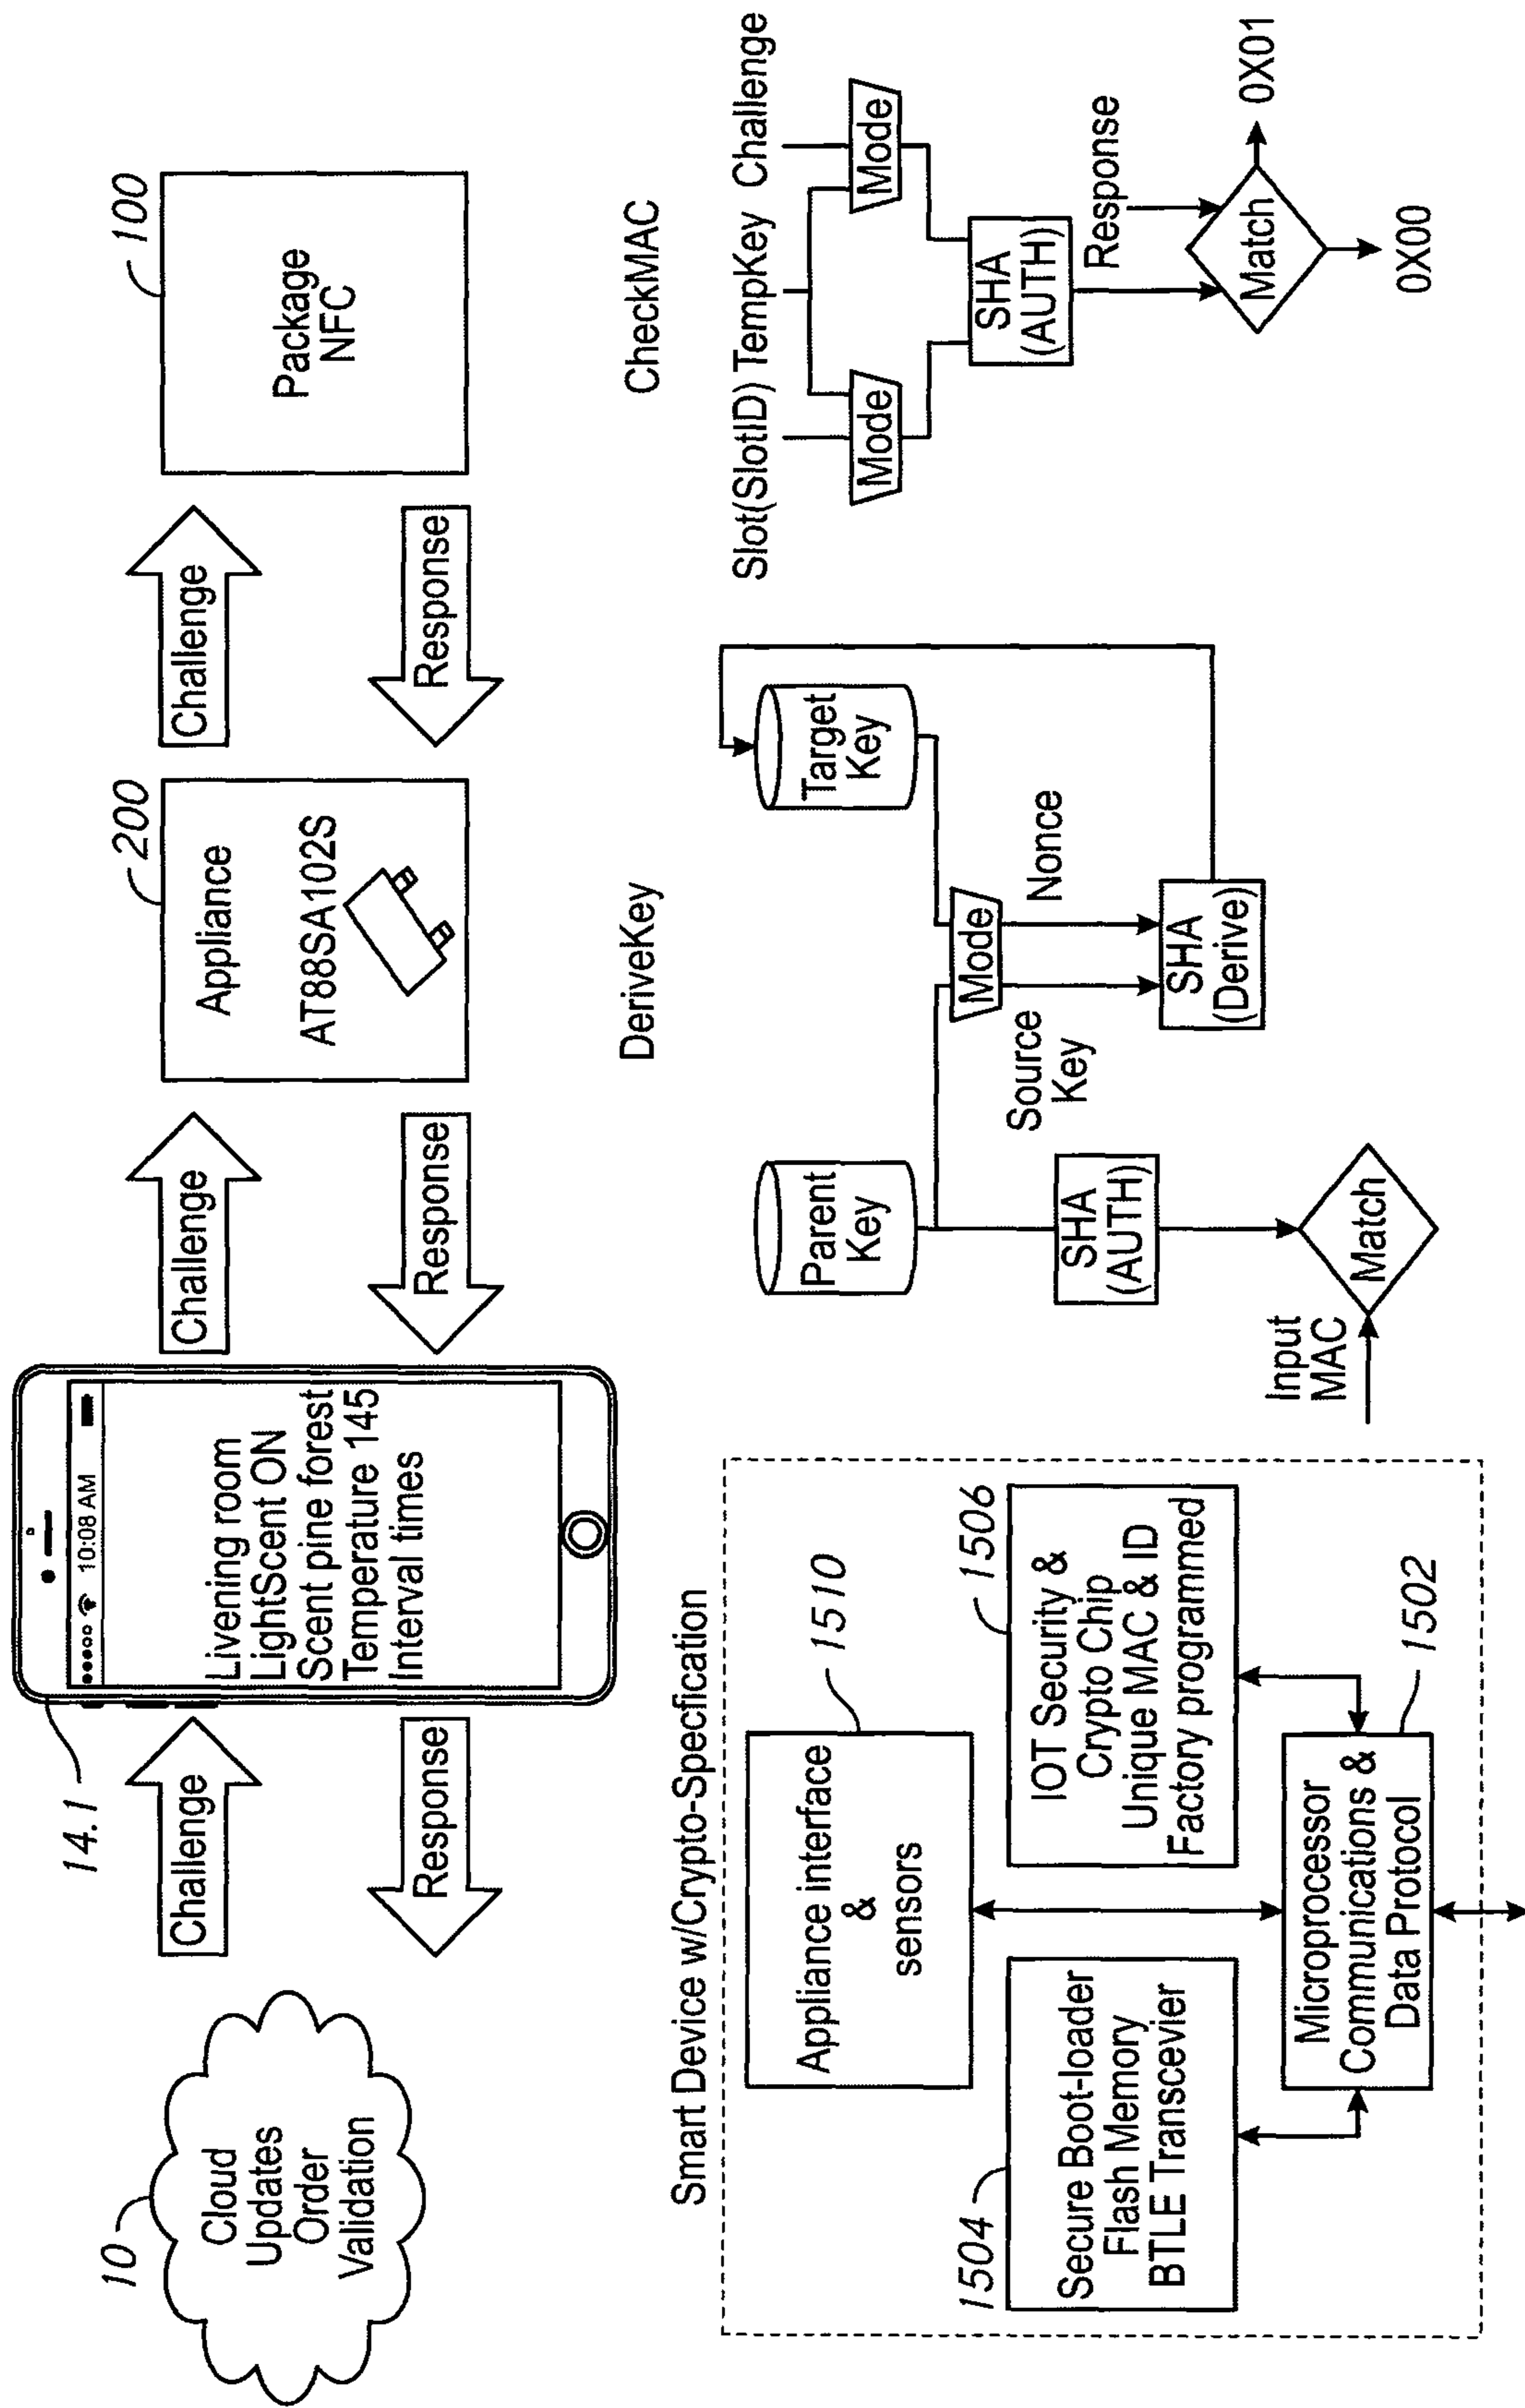 10
Cloud
Updates
Order
Validation
Challenge
Response
14.1
10:08 AM
Livening room
LightScent ON
Scent pine forest
Temperature 145
Interval times
Challenge
Response
200
Appliance
AT88SA102S
Challenge
Response
100
Package
NFC
Smart Device w/Crypto-Specfication
1510
Appliance interface
&
sensors
1504
Secure Boot-loader
Flash Memory
BTLE Transcevier
1506
IOT Security &
Crypto Chip
Unique MAC & ID
Factory programmed
1502
Microprocessor
Communications &
Data Protocol
DeriveKey
Parent
Key
Target
Key
Mode
Source
Key
Nonce
SHA
(AUTH)
SHA
(Derive)
Input
MAC
Match
CheckMAC
Slot(SlotID) TempKey Challenge
Mode
Mode
SHA
(AUTH)
Response
Match
0X01
0X00